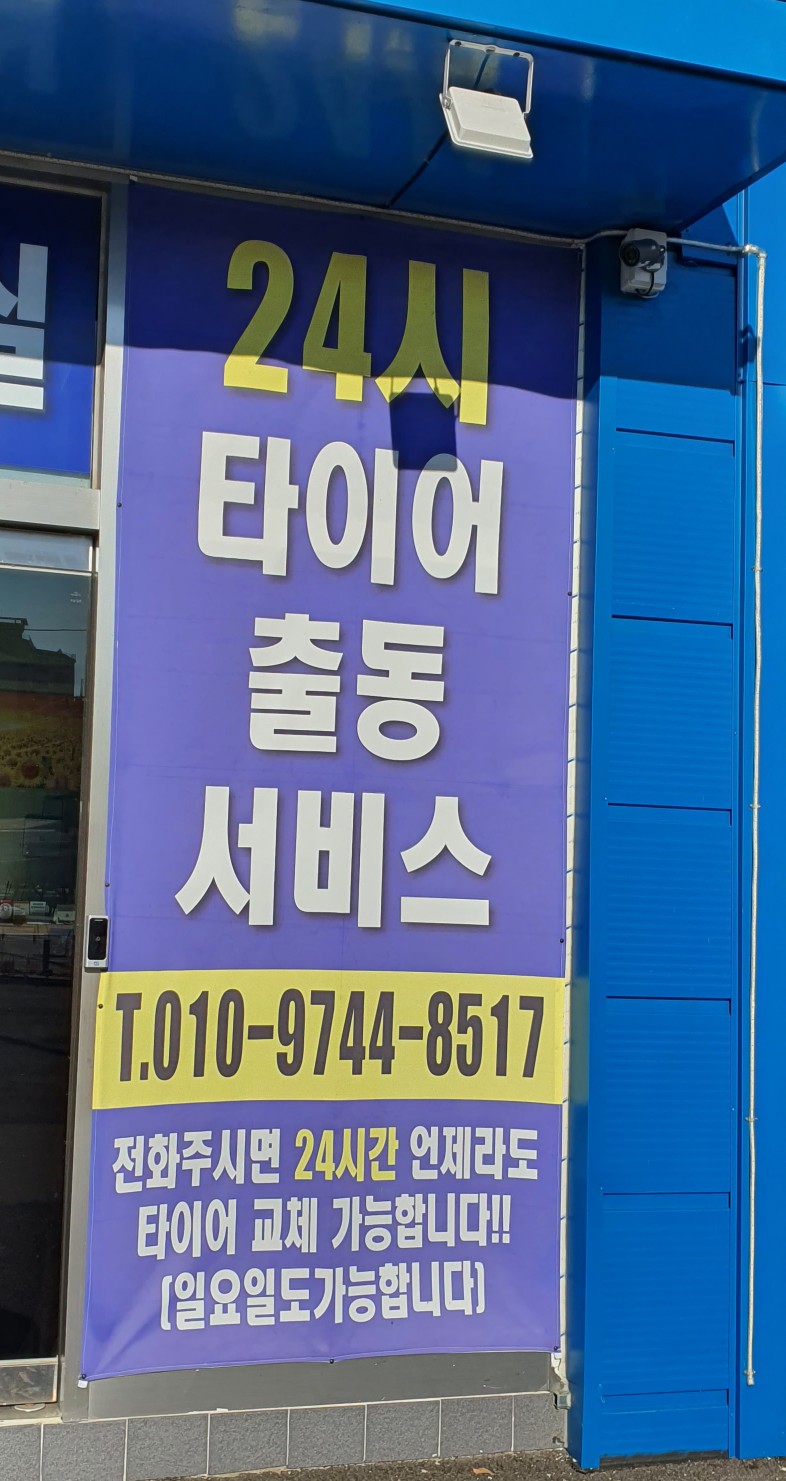 24시
타이어
출동
서비스
T.010-9744-8517
전화주시면 24시간 언제라도
타이어 교체 가능합니다!!
(일요일도가능합니다)